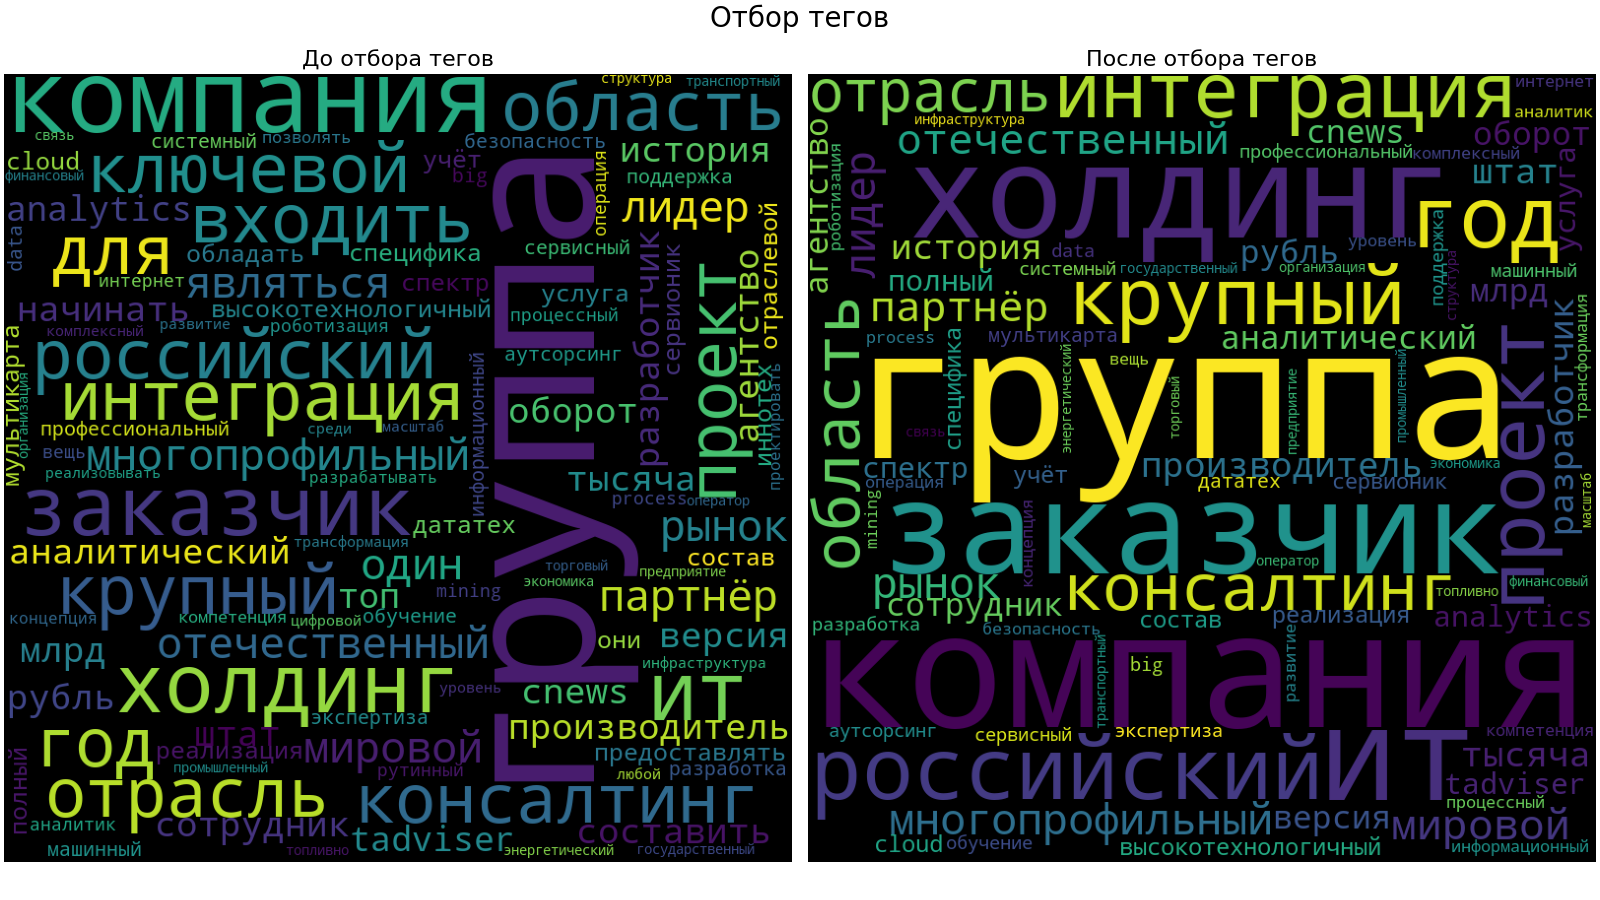 Отбор тегов
До отбора тегов
компания
структура
транспортный
область
связь
системный
позволять
безопасность
история
cloud
финансовый
ключевой
учёт
big
операция
поддержка
analytics
входить
лидер
data
для
обладать
специфика
сервисный
отраслевой
интернет
являться
спектр
услуга
начинать
высокотехнологичный
процессный
разработчик
сервионик
проект
агентство
комплексный
развитие
роботизация
мультикарта
российский
аутсорсинг
группа
информационный
иннотех
проектировать
организация
интеграция
оборот
профессиональный
среди
масштаб
вещь
многопрофильный
реализовывать
разрабатывать
тысяча
заказчик
process
оператор
дататех
рынок
аналитический
трансформация
один
состав
торговый
предприятие
экономика
крупный
топ
mining
партнёр
концепция
компетенция
цифровой
обучение
млрд
отечественный
они
версия
инфраструктура
рубль
холдинг
уровень
cnews
ит
экспертиза
производитель
год
штат
реализация
мировой
предоставлять
полный
промышленный
рутинный
любой
разработка
отрасль
консалтинг
аналитик
сотрудник
tadviser
составить
машинный
топливно
энергетический
государственный
После отбора тегов
отрасль
интеграция
интернет
аналитик
инфраструктура
отечественный
cnews
оборот
агентство
роботизация
лидер
профессиональный
комплексный
холдинг
штат
услуга
год
история
data
рубль
уровень
поддержка
структура
системный
государственный
организация
машинный
полный
млрд
партнёр
крупный
область
process
мультикарта
аналитический
проект
разработчик
трансформация
специфика
вещь
группа
энергетический
торговый
предприятие
промышленный
связь
спектр
учёт
производитель
экономика
операция
дататех
сервионик
масштаб
mining
заказчик
концепция
оператор
рынок
консалтинг
финансовый
топливно
сотрудник
разработка
безопасность
состав
реализация
analytics
компания
транспортный
big
развитие
аутсорсинг
сервисный
экспертиза
компетенция
российский
ит
тысяча
tadviser
процессный
многопрофильный
версия
мировой
cloud
обучение
высокотехнологичный
информационный